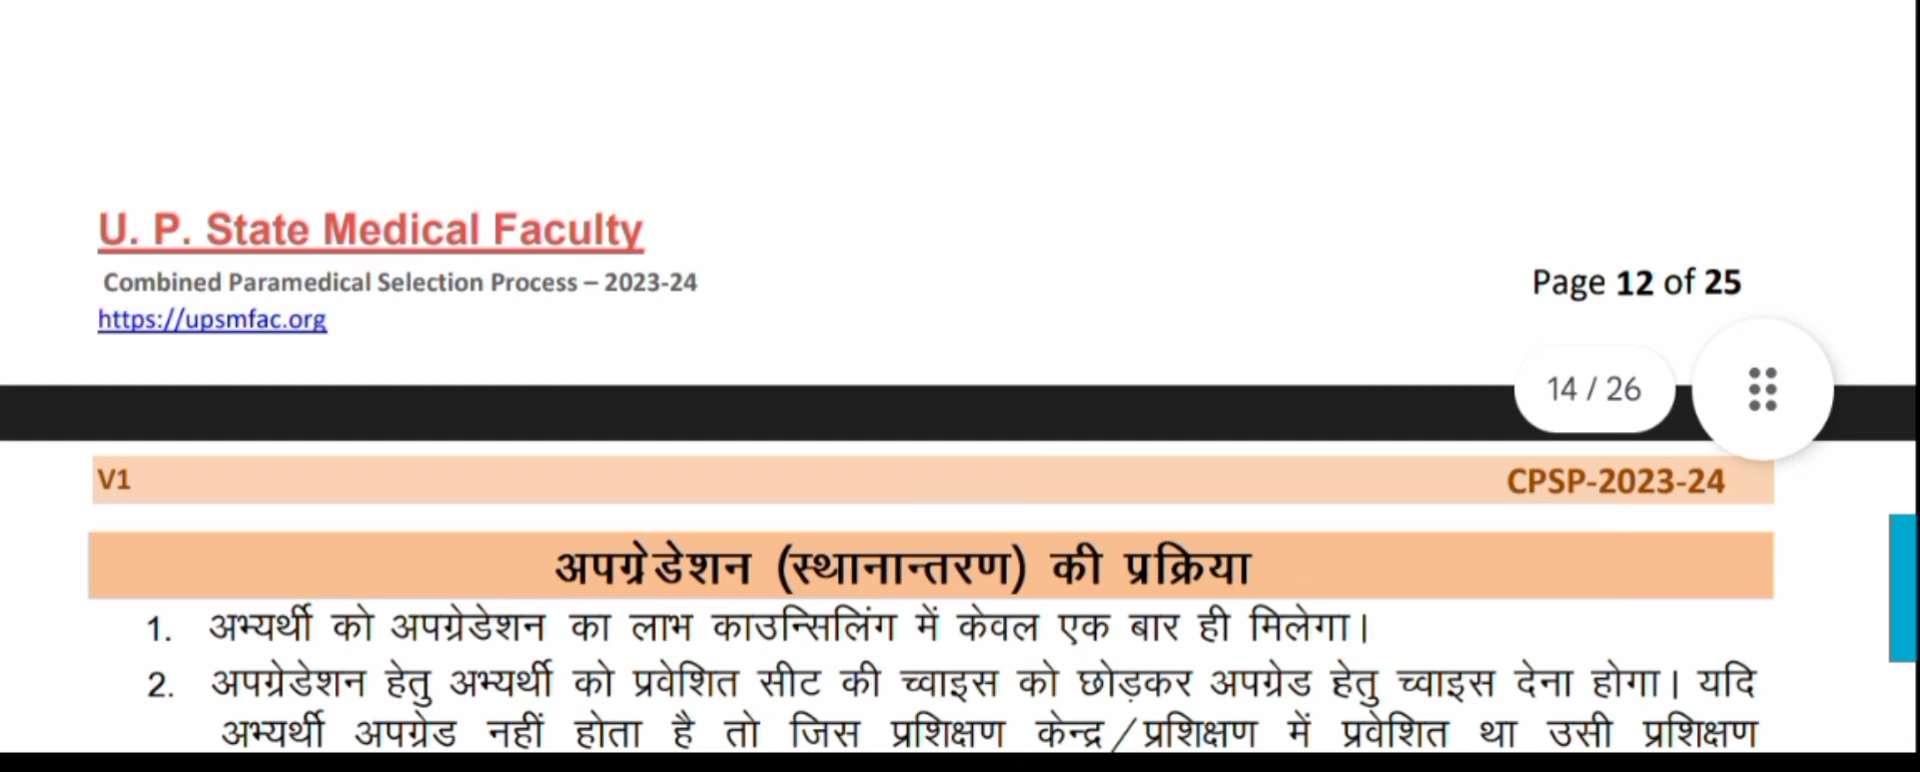 U. P. State Medical Faculty
Combined Paramedical Selection Process – 2023-24
Page 12 of 25
https://upsmfac.org
14 / 26
V1 CPSP-2023-24
अपग्रेडेशन (स्थानान्तरण) की प्रक्रिया
1. अभ्यर्थी को अपग्रेडेशन का लाभ काउन्सिलिंग में केवल एक बार ही मिलेगा।
2. अपग्रेडेशन हेतु अभ्यर्थी को प्रवेशित सीट की च्वाइस को छोड़कर अपग्रेड हेतु च्वाइस देना होगा। यदि
अभ्यर्थी अपग्रेड नहीं होता है तो जिस प्रशिक्षण केन्द्र/प्रशिक्षण में प्रवेशित था उसी प्रशिक्षण